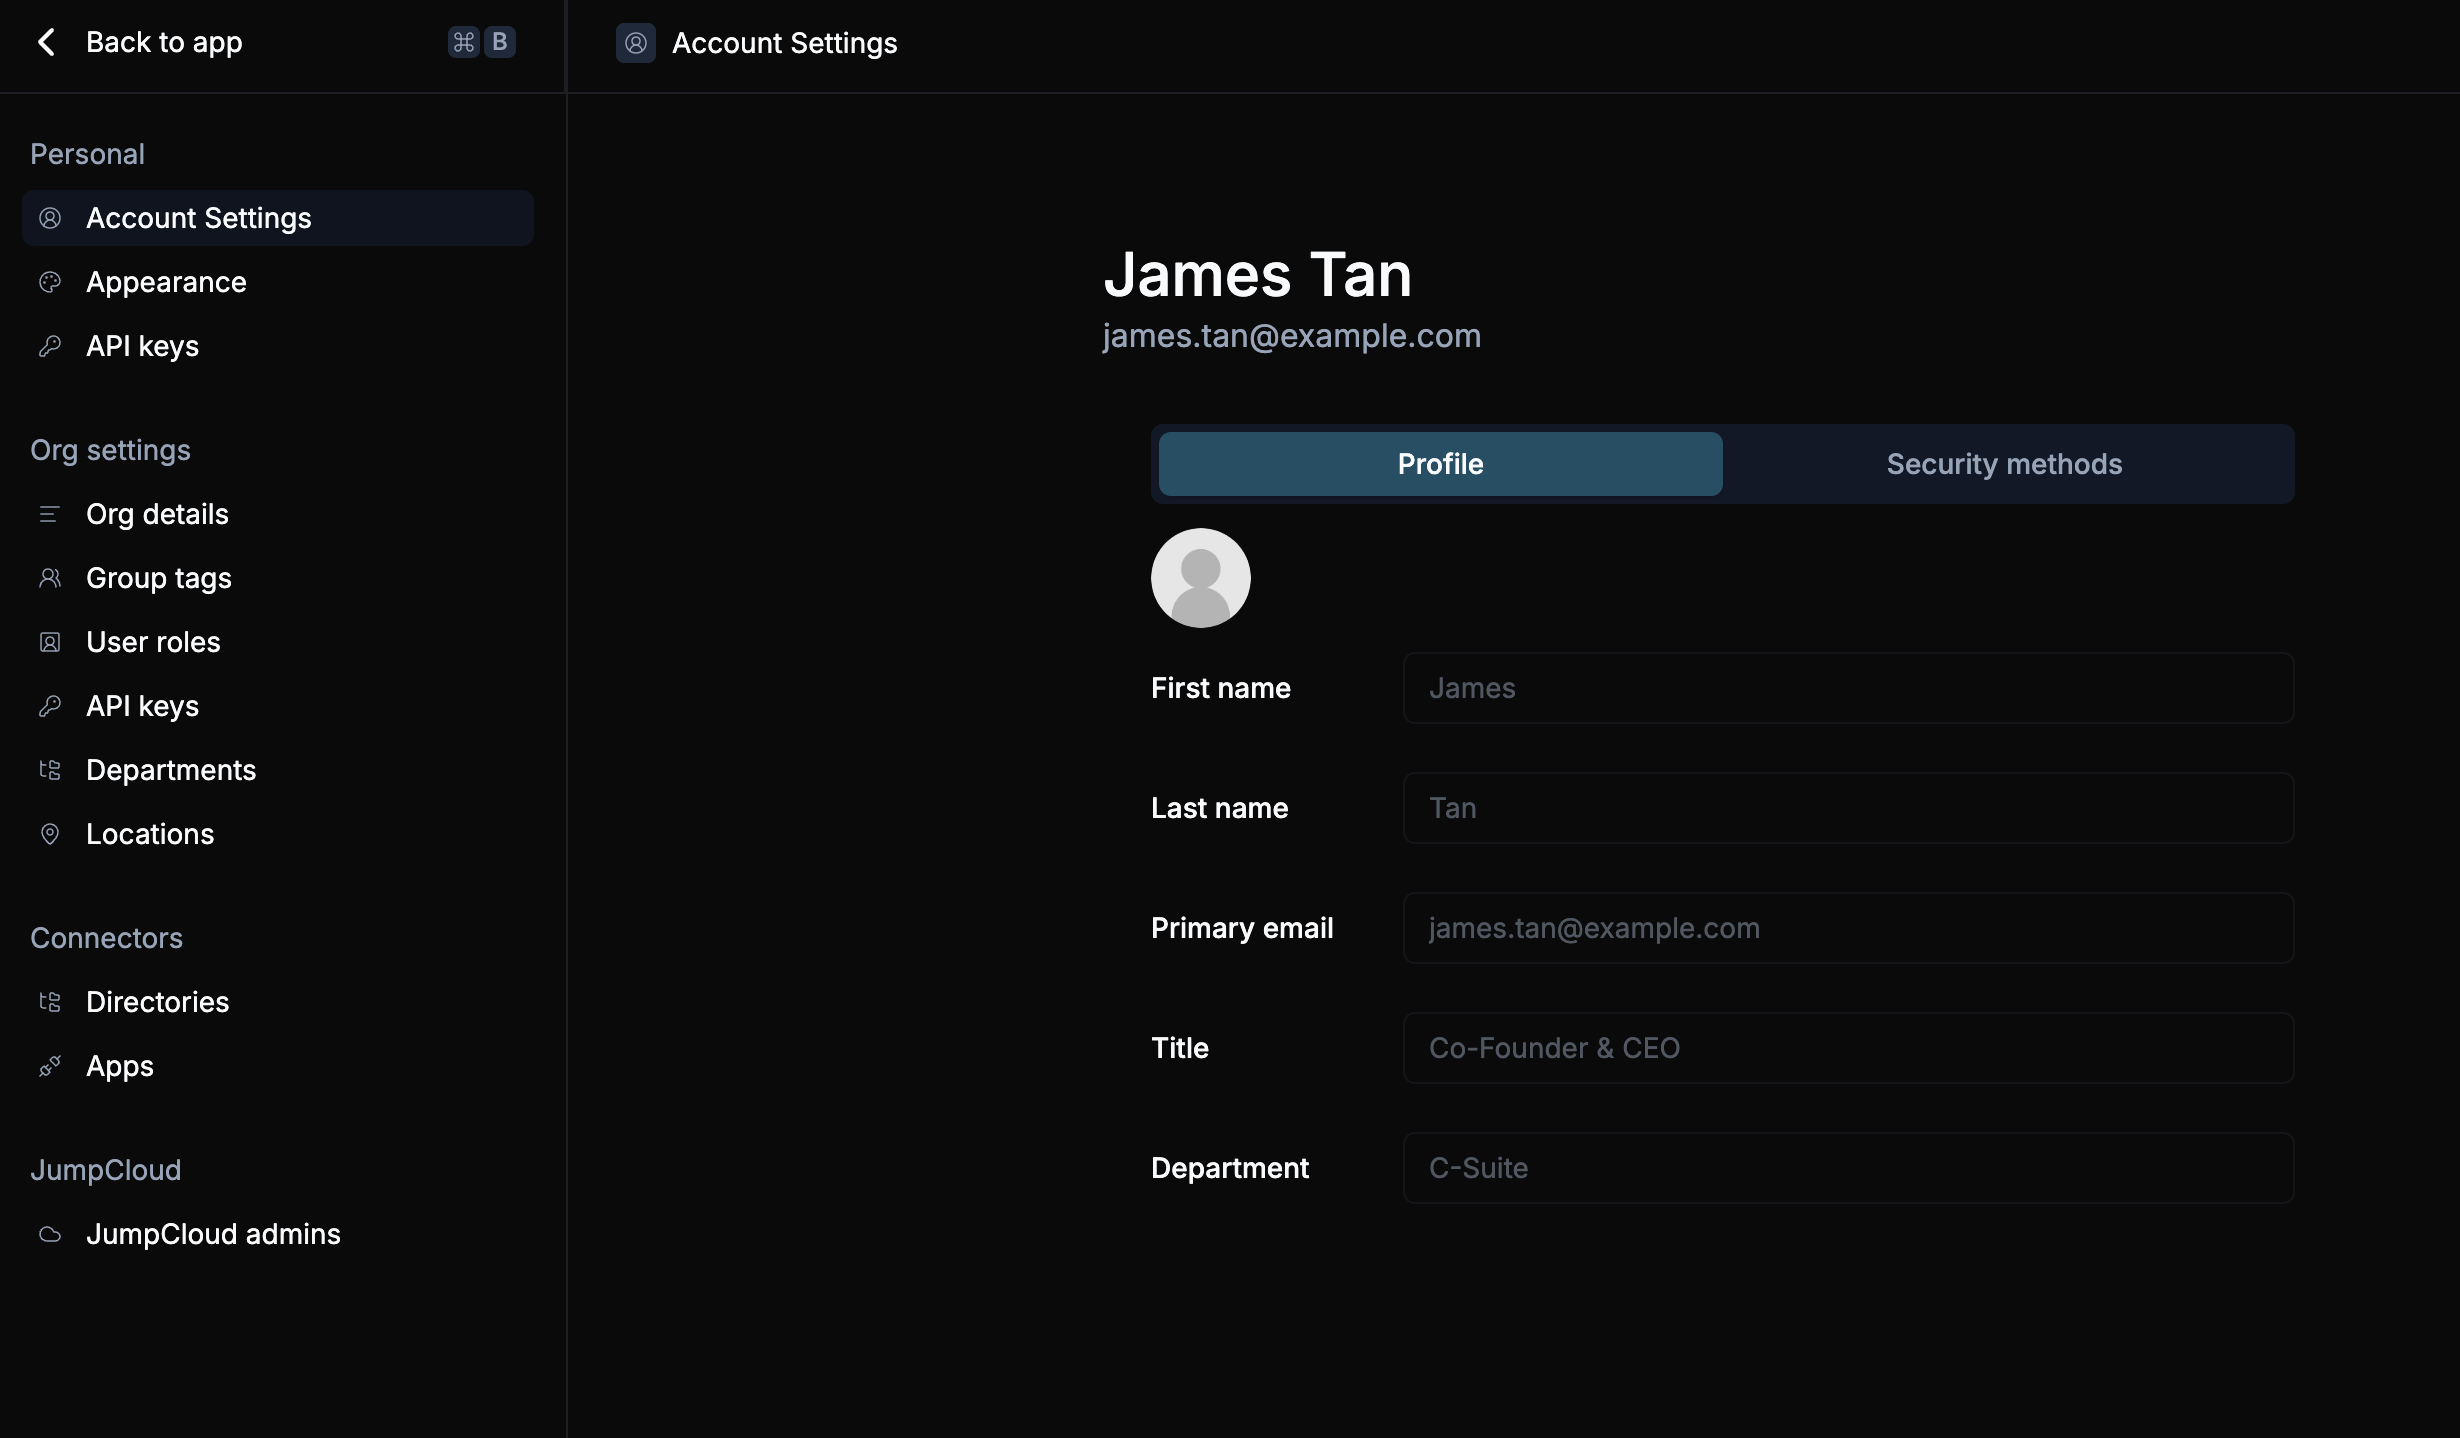 Back to app ⌘ B
Account Settings
Personal
Account Settings
Appearance
API keys
Org settings
Org details
Group tags
User roles
API keys
Departments
Locations
Connectors
Directories
Apps
JumpCloud
JumpCloud admins
James Tan
james.tan@example.com
Profile
Security methods
First name
James
Last name
Tan
Primary email
james.tan@example.com
Title
Co-Founder & CEO
Department
C-Suite